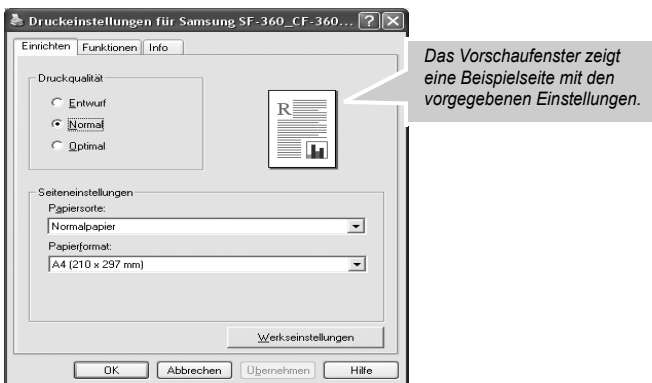 Druckeinstellungen für Samsung SF-360_CF-360...
Einrichten Funktionen Info
Das Vorschaufenster zeigt
eine Beispielseite mit den
vorgegebenen Einstellungen.
Druckqualität
Entwurf
Normal
Optimal
R
Seiteneinstellungen
Papiersorte:
Normalpapier
Papierformat:
A4 (210 x 297 mm)
Werkseinstellungen
OK Abbrechen Übernehmen Hilfe